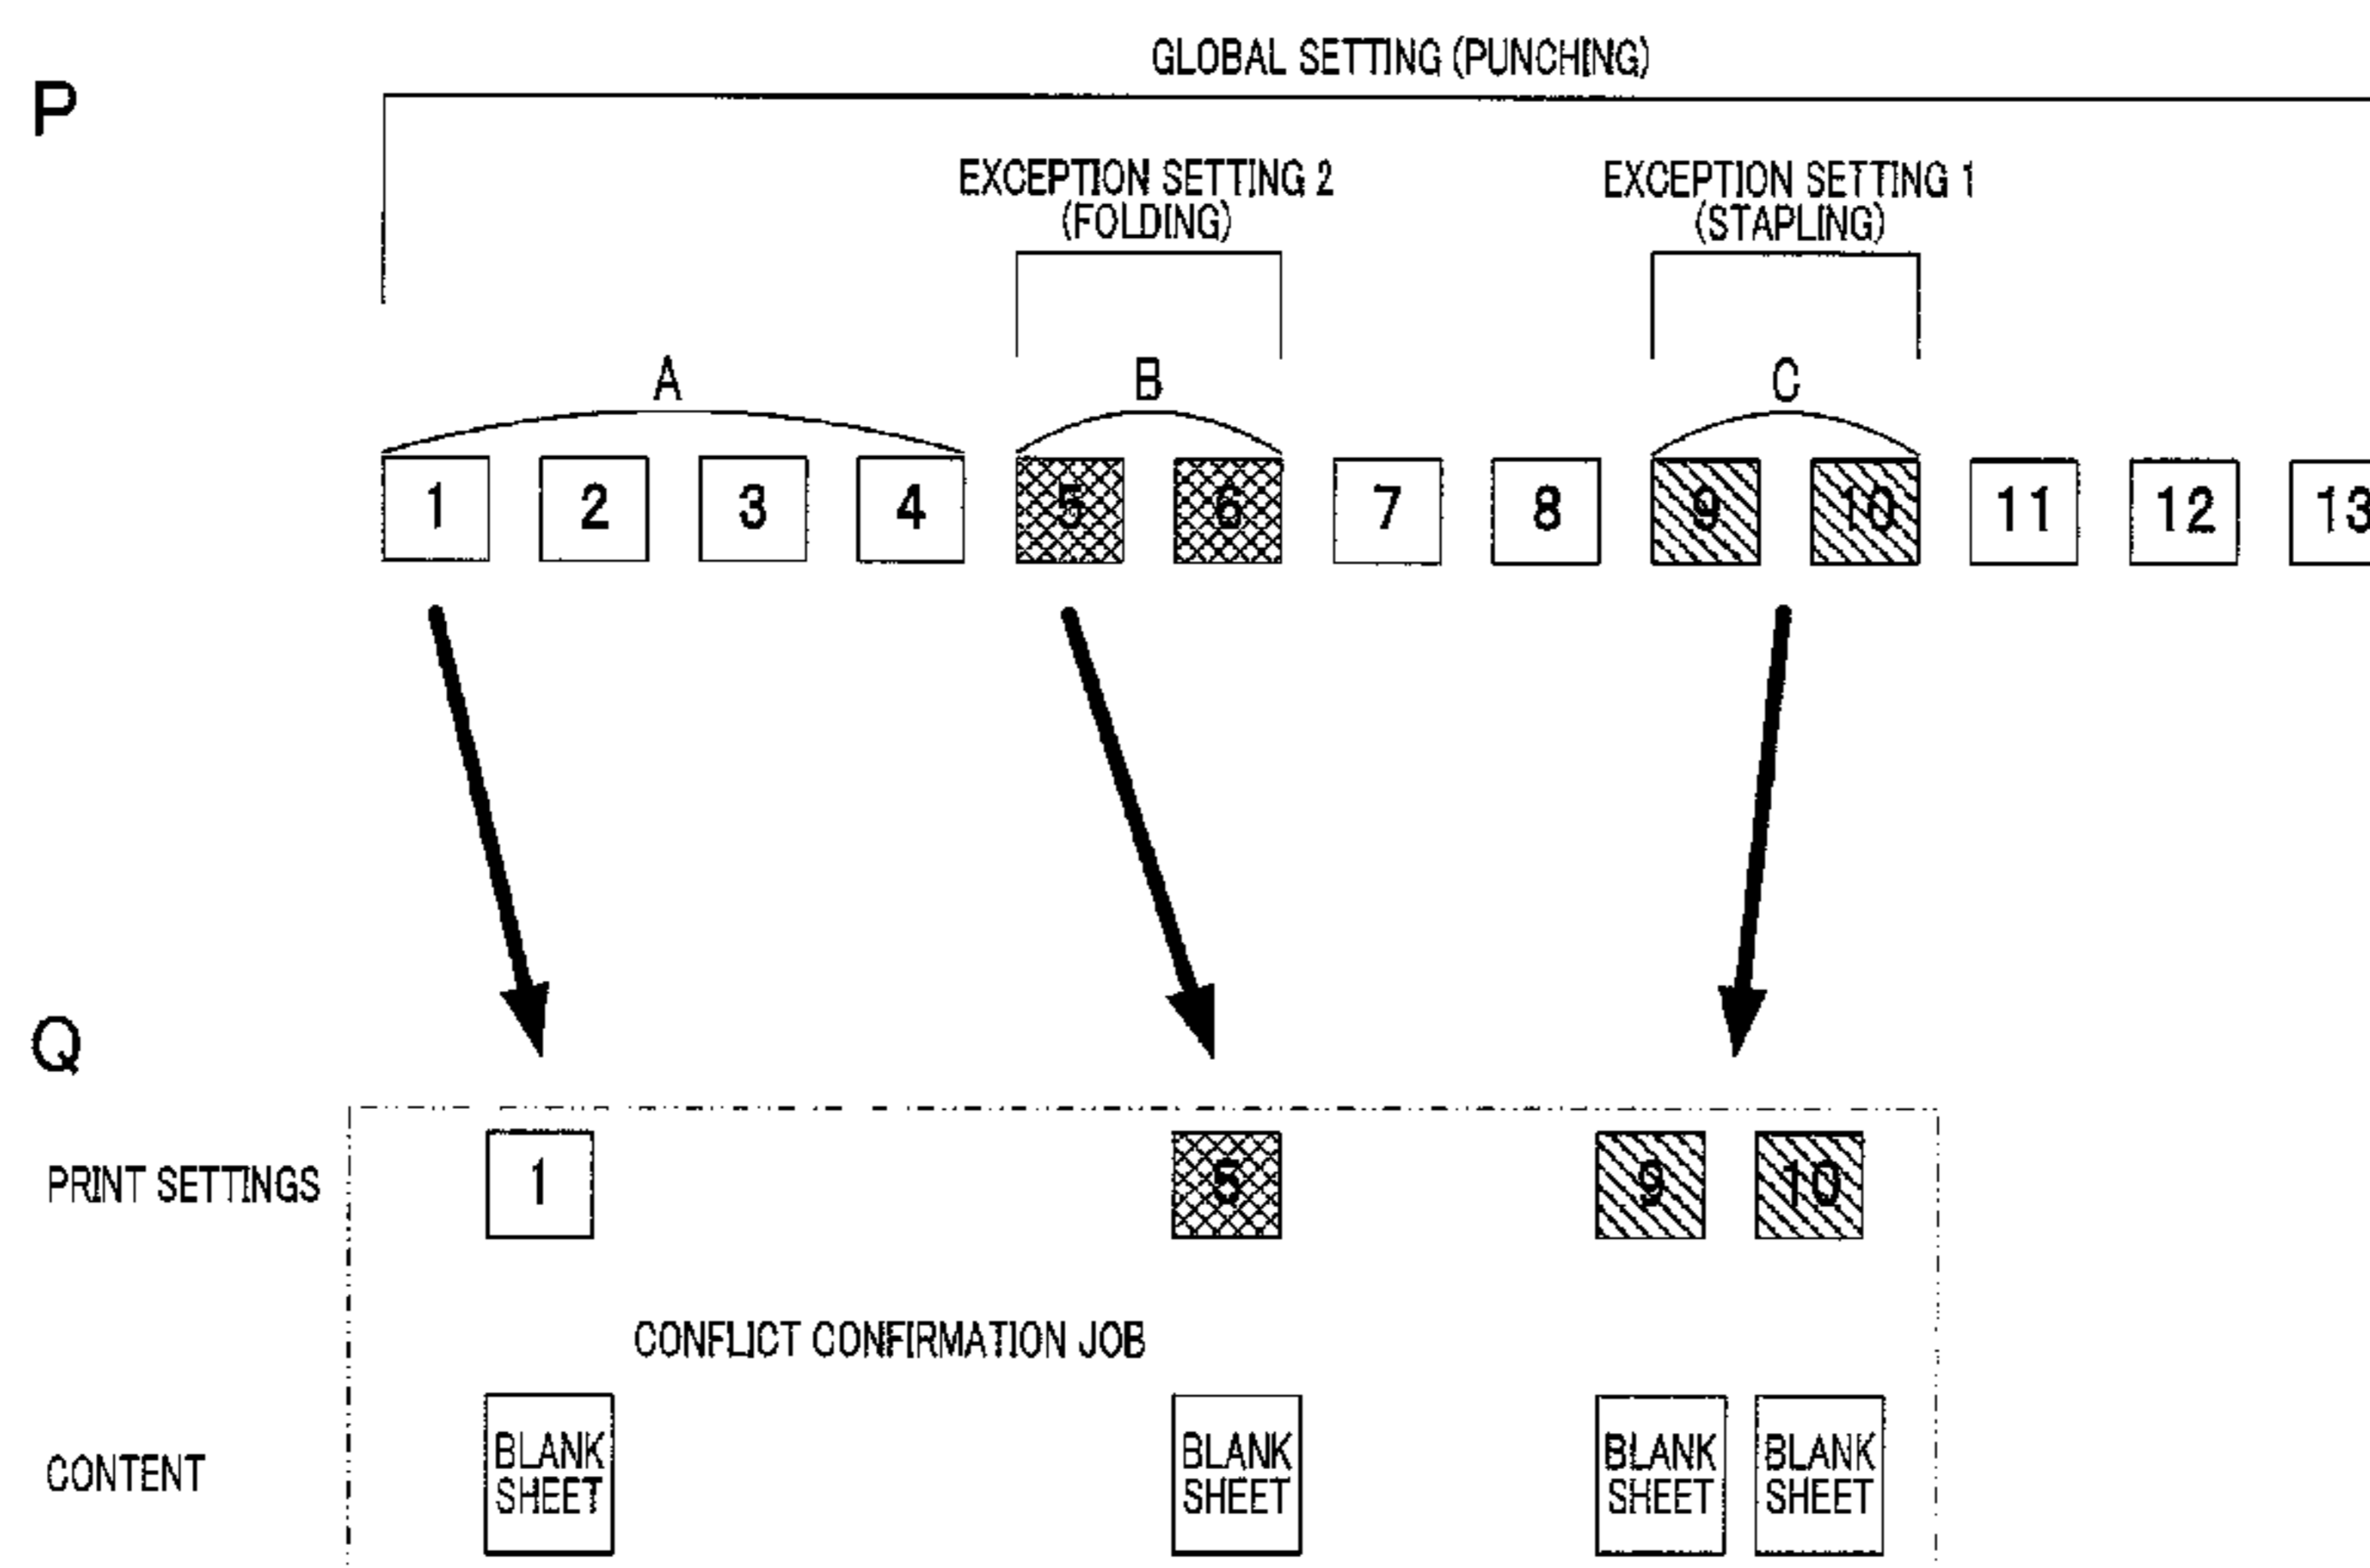 GLOBAL SETTING (PUNCHING)
P
EXCEPTION SETTING 2
(FOLDING)
EXCEPTION SETTING 1
(STAPLING)
A B C
1 2 3 4 5 6 7 8 9 10 11 12 13
Q
PRINT SETTINGS 1 5 9 10
CONFLICT CONFIRMATION JOB
CONTENT
BLANK
SHEET
BLANK
SHEET
BLANK
SHEET
BLANK
SHEET